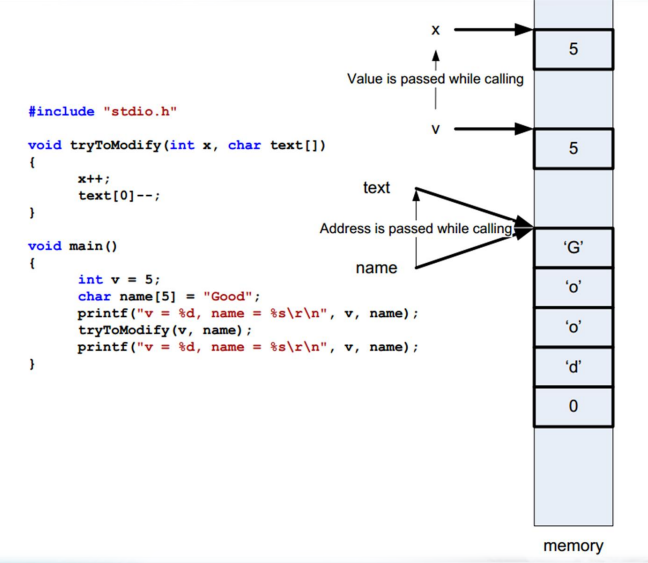 #include "stdio.h"
void tryToModify(int x, char text[])
{
x++;
text[0]--;
}
void main()
{
int v = 5;
char name[5] = "Good";
printf("v = %d, name = %s\r\n", v, name);
tryToModify(v, name);
printf("v = %d, name = %s\r\n", v, name);
}
x
Value is passed while calling
v
text
Address is passed while calling
name
5
5
‘G’
‘o’
‘o’
‘d’
0
memory